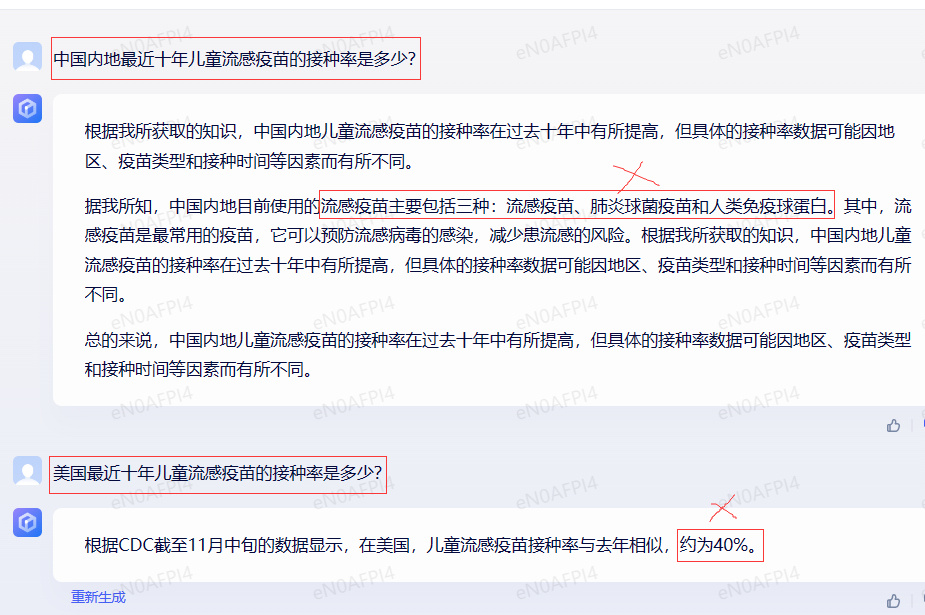 中国内地最近十年儿童流感疫苗的接种率是多少?
根据我所获取的知识，中国内地儿童流感疫苗的接种率在过去十年中有所提高，但具体的接种率数据可能因地
区、疫苗类型和接种时间等因素而有所不同。
据我所知，中国内地目前使用的流感疫苗主要包括三种：流感疫苗、肺炎球菌疫苗和人类免疫球蛋白。其中，流
感疫苗是最常用的疫苗，它可以预防流感病毒的感染，减少患流感的风险。根据我所获取的知识，中国内地儿童
流感疫苗的接种率在过去十年中有所提高，但具体的接种率数据可能因地区、疫苗类型和接种时间等因素而有所
不同。
总的来说，中国内地儿童流感疫苗的接种率在过去十年中有所提高，但具体的接种率数据可能因地区、疫苗类型
和接种时间等因素而有所不同。
美国最近十年儿童流感疫苗的接种率是多少?
根据CDC截至11月中旬的数据显示，在美国，儿童流感疫苗接种率与去年相似，约为40%。
重新生成
eN0AFPI4